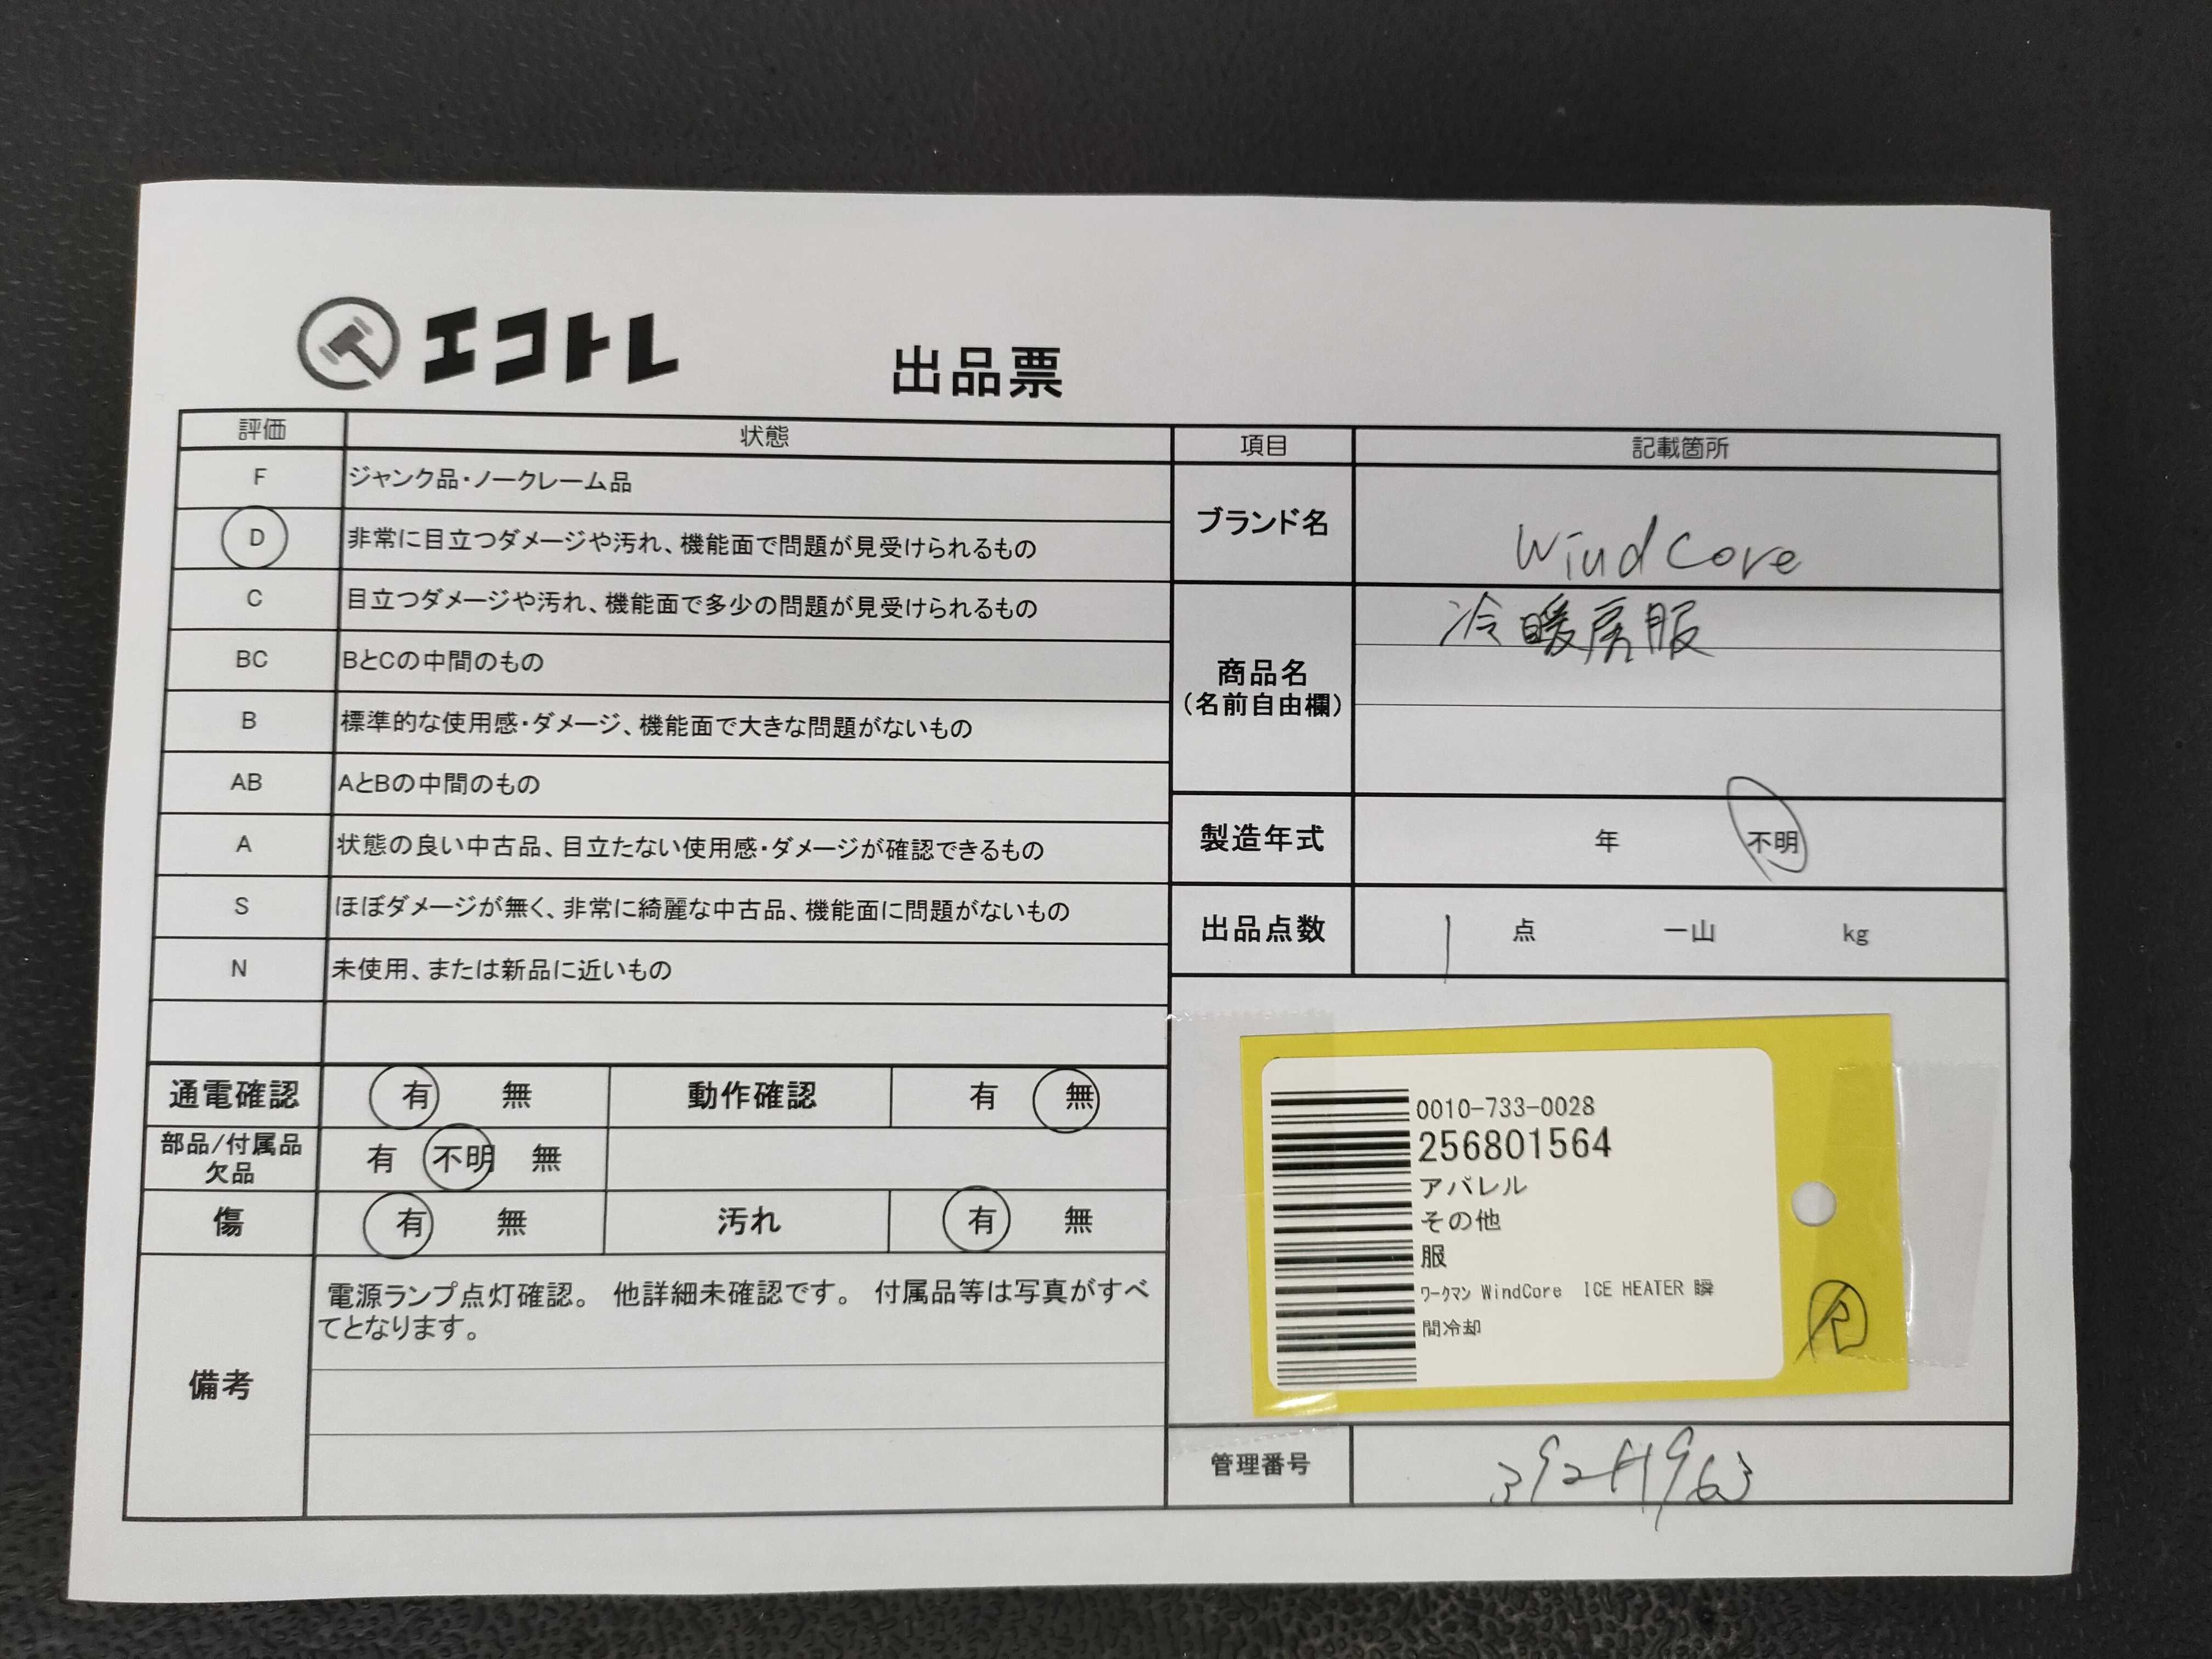 エコトレ
出品票
評価 状態
F ジャンク品・ノークレーム品
D 非常に目立つダメージや汚れ、機能面で問題が見受けられるもの
C 目立つダメージや汚れ、機能面で多少の問題が見受けられるもの
BC BとCの中間のもの
B 標準的な使用感・ダメージ、機能面で大きな問題がないもの
AB AとBの中間のもの
A 状態の良い中古品、目立たない使用感・ダメージが確認できるもの
S ほぼダメージが無く、非常に綺麗な中古品、機能面に問題がないもの
N 未使用、または新品に近いもの
通電確認 有 無 動作確認 有 無
部品/付属品
欠品 有 不明 無
傷 有 無 汚れ 有 無
備考
電源ランプ点灯確認。 他詳細未確認です。 付属品等は写真がすべ
てとなります。
項目 記載箇所
ブランド名 WindCore
商品名
(名前自由欄)
冷暖房服
製造年式 年 不明
出品点数 1 点 一山 kg
0010-733-0028
256801564
アパレル
その他
服
ワークマン WindCore ICE HEATER 瞬
間冷却
管理番号 392H963